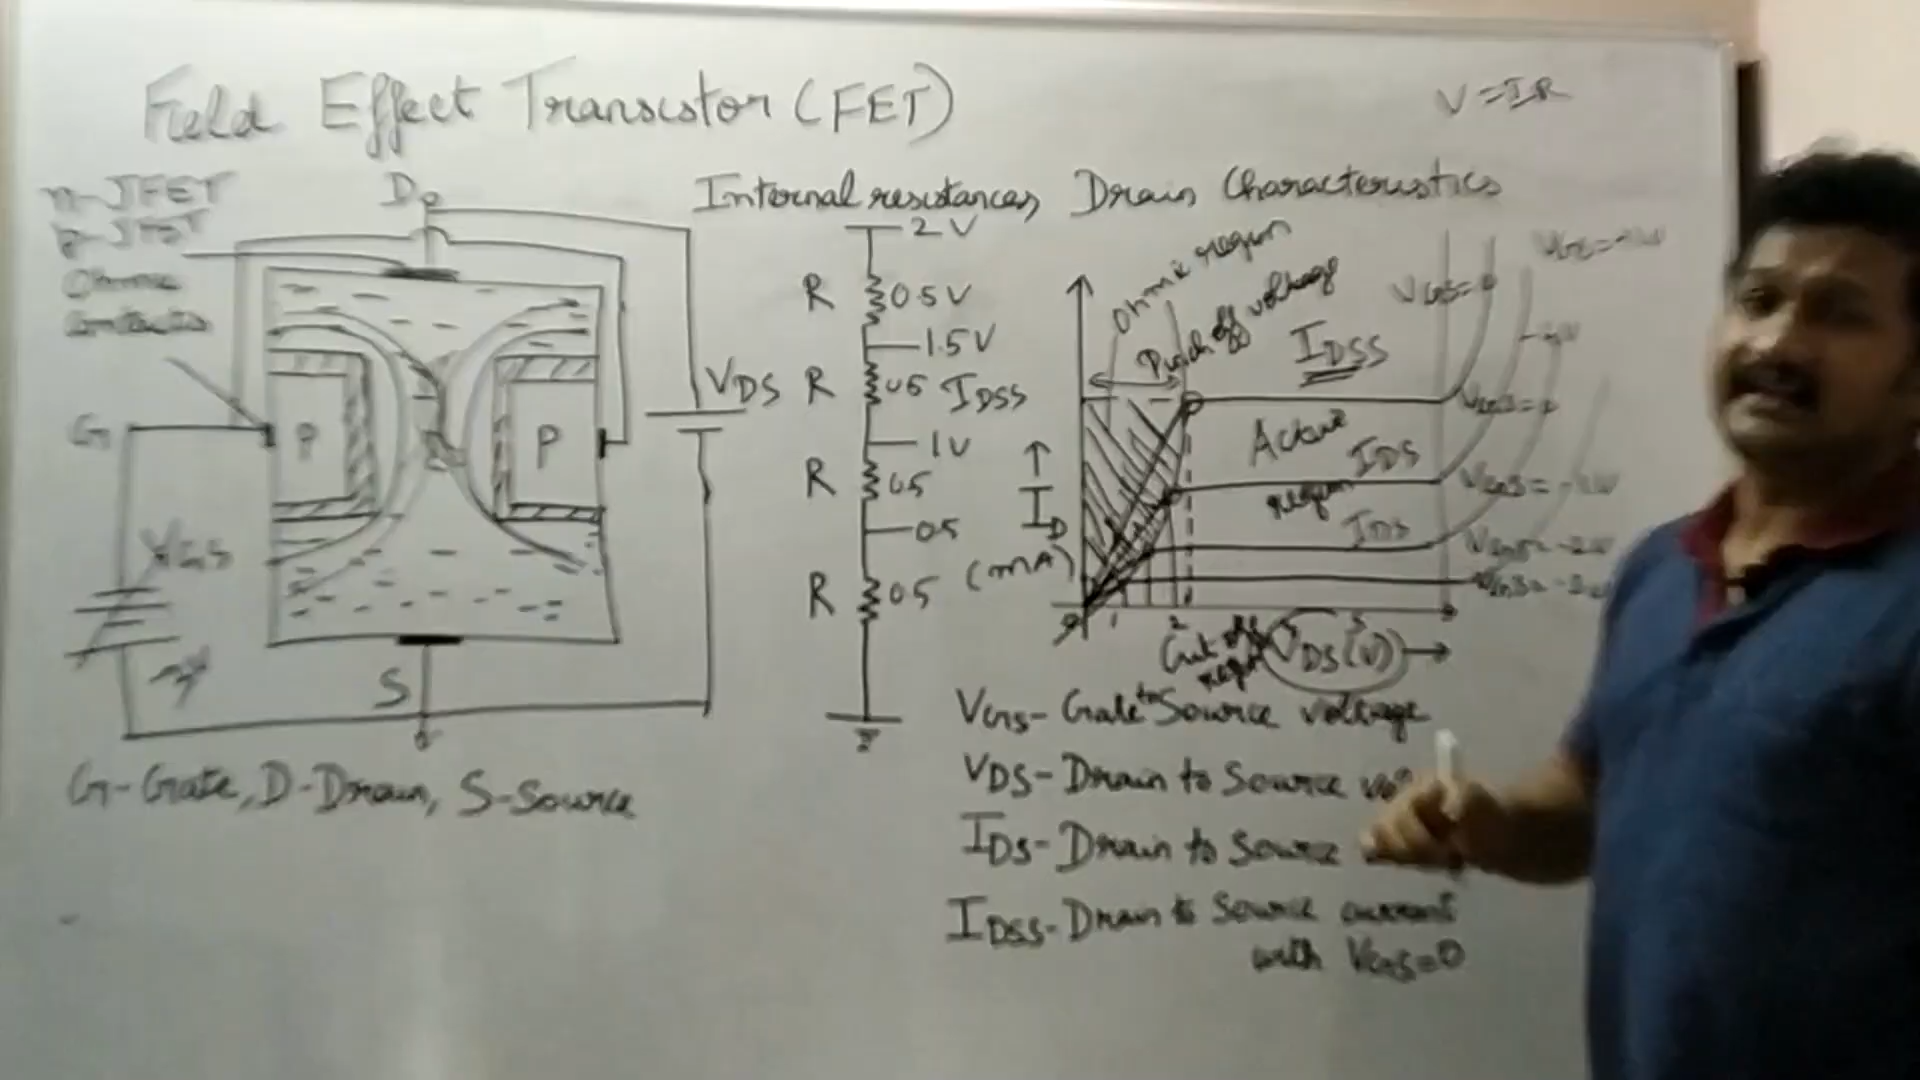 Field Effect Transistor (FET)
V = IR
n-JFET
p-JFET
Ohmic
contacts
D
G
VGS
P
P
S
VDS
G-Gate, D-Drain, S-Source
Internal resistances
2V
R 0.5V
1.5V
R 0.5 IDSS
1V
R 0.5
0.5
R 0.5
Drain Characteristics
Ohmic region
Pinch off voltage
IDSS
VGS=0
Active
region
IDS
IDS
ID
(mA)
VGS=-2V
1 2
Cut off
region
VDS(V)
VGS- Gate to Source voltage
VDS- Drain to Source
IDS- Drain to Source
IDSS- Drain to Source current
with VGS=0